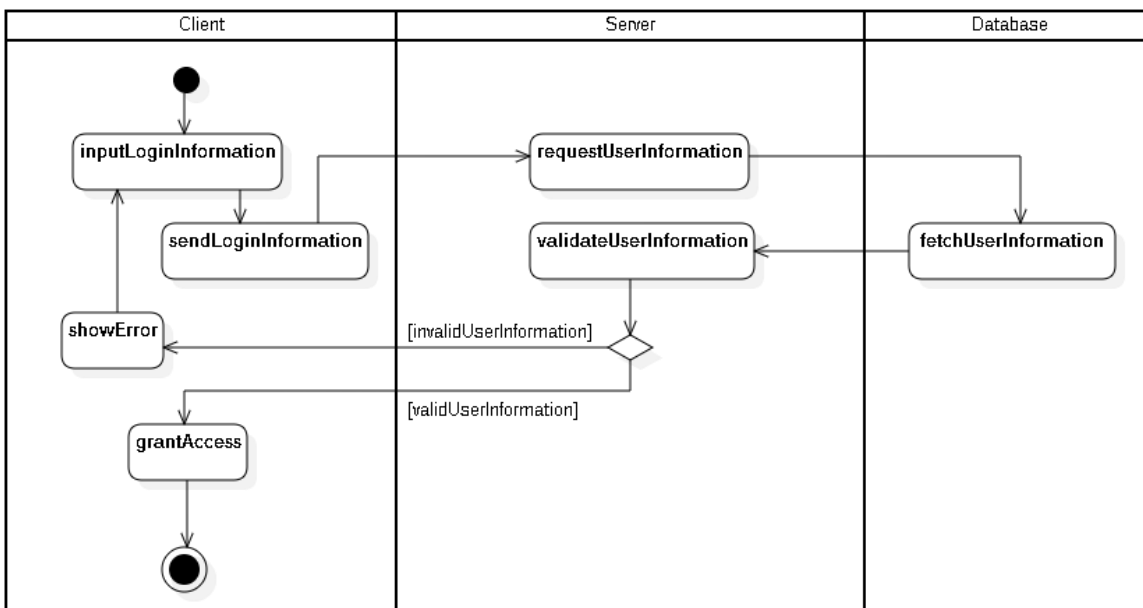 Client
Server
Database
inputLoginInformation
requestUserInformation
sendLoginInformation
validateUserInformation
fetchUserInformation
showError
[invalidUserInformation]
[validUserInformation]
grantAccess